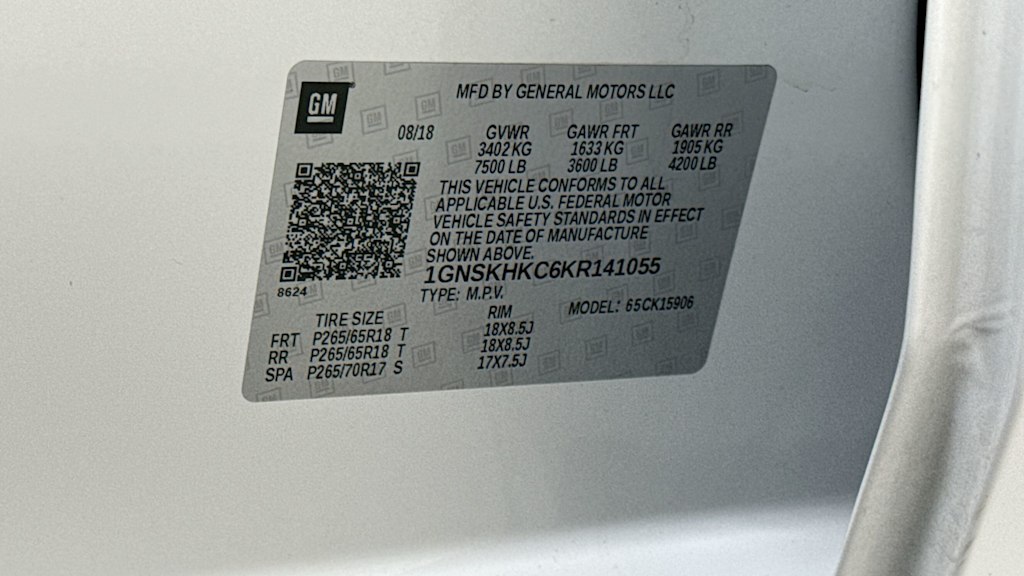 GM
MFD BY GENERAL MOTORS LLC
08/18 GVWR GAWR FRT GAWR RR
3402 KG 1633 KG 1905 KG
7500 LB 3600 LB 4200 LB
THIS VEHICLE CONFORMS TO ALL
APPLICABLE U.S. FEDERAL MOTOR
VEHICLE SAFETY STANDARDS IN EFFECT
ON THE DATE OF MANUFACTURE
SHOWN ABOVE.
1GNSKHKC6KR141055
8624
TYPE: M.P.V. MODEL: 65CK15906
TIRE SIZE RIM
FRT P265/65R18 T 18X8.5J
RR P265/65R18 T 18X8.5J
SPA P265/70R17 S 17X7.5J